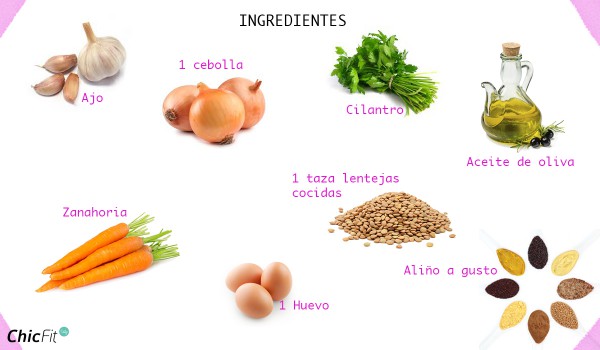 INGREDIENTES
1 cebolla
Ajo
Cilantro
Aceite de oliva
1 taza lentejas
cocidas
Zanahoria
Aliño a gusto
1 Huevo
ChicFit